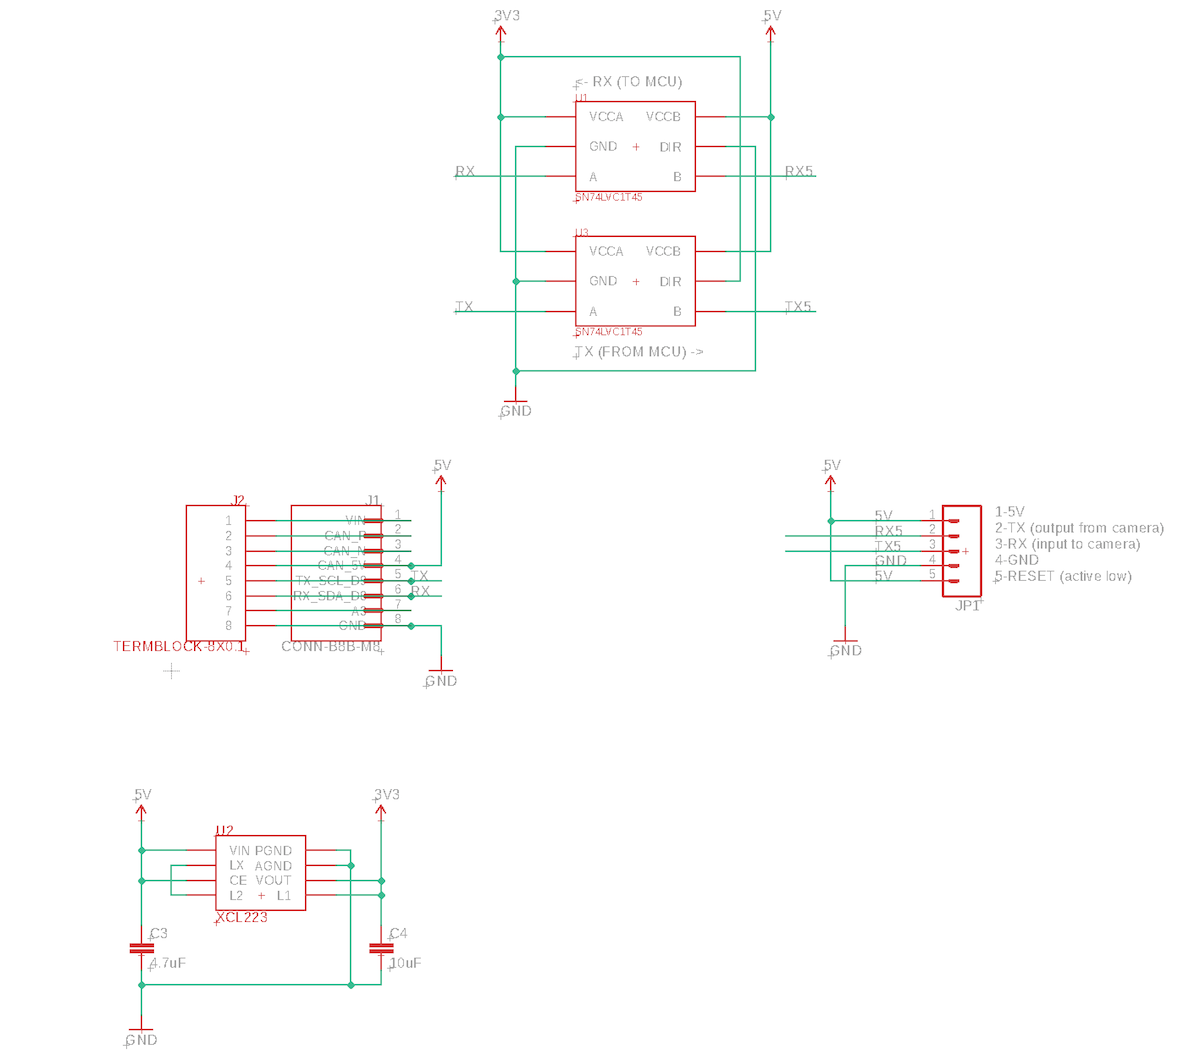 3V3
5V
<- RX (TO MCU)
U1
VCCA VCCB
GND DIR
RX A B RX5
SN74LVC1T45
U3
VCCA VCCB
GND DIR
TX A B TX5
SN74LVC1T45
TX (FROM MCU) ->
GND
5V
J2 J1
1 VIN 1
2 CAN_P 2
3 CAN_N 3
4 CAN_5V 4
5 5 TX
6 6 RX
7 A3 7
8 GND 8
TERMBLOCK-8X0.1 CONN-B8B-M8
GND
5V
5V 1 1-5V
RX5 2 2-TX (output from camera)
TX5 3 3-RX (input to camera)
GND 4 4-GND
5V 5 5-RESET (active low)
JP1
GND
5V 3V3
U2
VIN PGND
LX AGND
CE VOUT
L2 L1
XCL223
C3 C4
4.7uF 10uF
GND